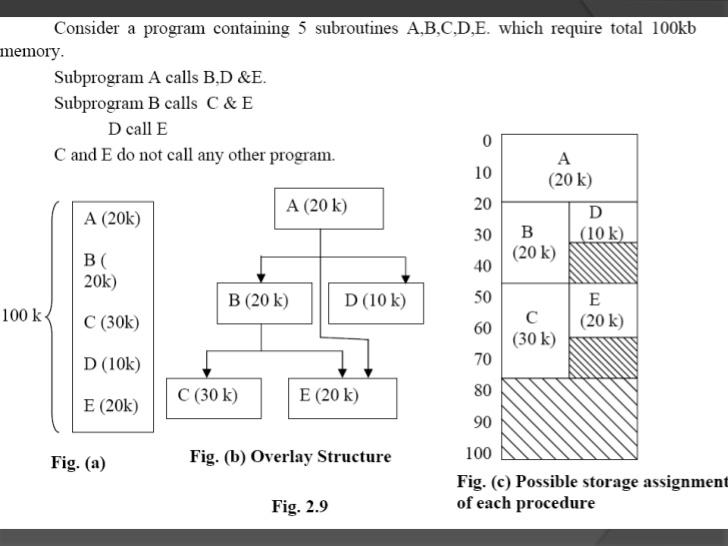 Consider a program containing 5 subroutines A,B,C,D,E. which require total 100kb
memory.
Subprogram A calls B,D &E.
Subprogram B calls C & E
D call E
C and E do not call any other program.
100 k
A (20k)
B (
20k)
C (30k)
D (10k)
E (20k)
Fig. (a)
A (20 k)
B (20 k)
D (10 k)
C (30 k)
E (20 k)
Fig. (b) Overlay Structure
Fig. 2.9
0
10
20
30
40
50
60
70
80
90
100
A
(20 k)
B
(20 k)
D
(10 k)
C
(30 k)
E
(20 k)
Fig. (c) Possible storage assignment
of each procedure